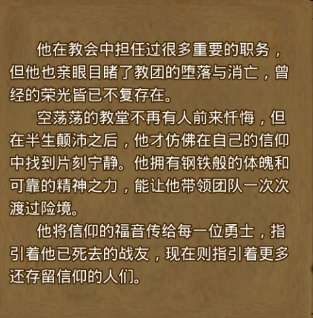 他在教会中担任过很多重要的职务，
但他也亲眼目睹了教团的堕落与消亡，曾
经的荣光皆已不复存在。
空荡荡的教堂不再有人前来忏悔，但
在半生颠沛之后，他才仿佛在自己的信仰
中找到片刻宁静。他拥有钢铁般的体魄和
可靠的精神之力，能让他带领团队一次次
渡过险境。
他将信仰的福音传给每一位勇士，指
引着他已死去的战友，现在则指引着更多
还存留信仰的人们。